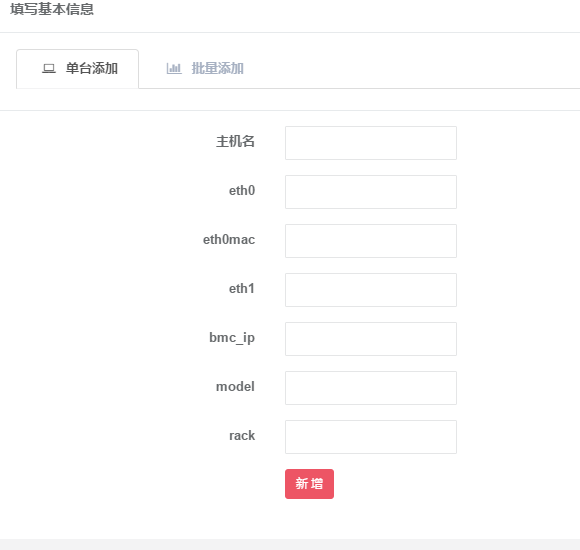 填写基本信息
单台添加 批量添加
主机名
eth0
eth0mac
eth1
bmc_ip
model
rack
新增